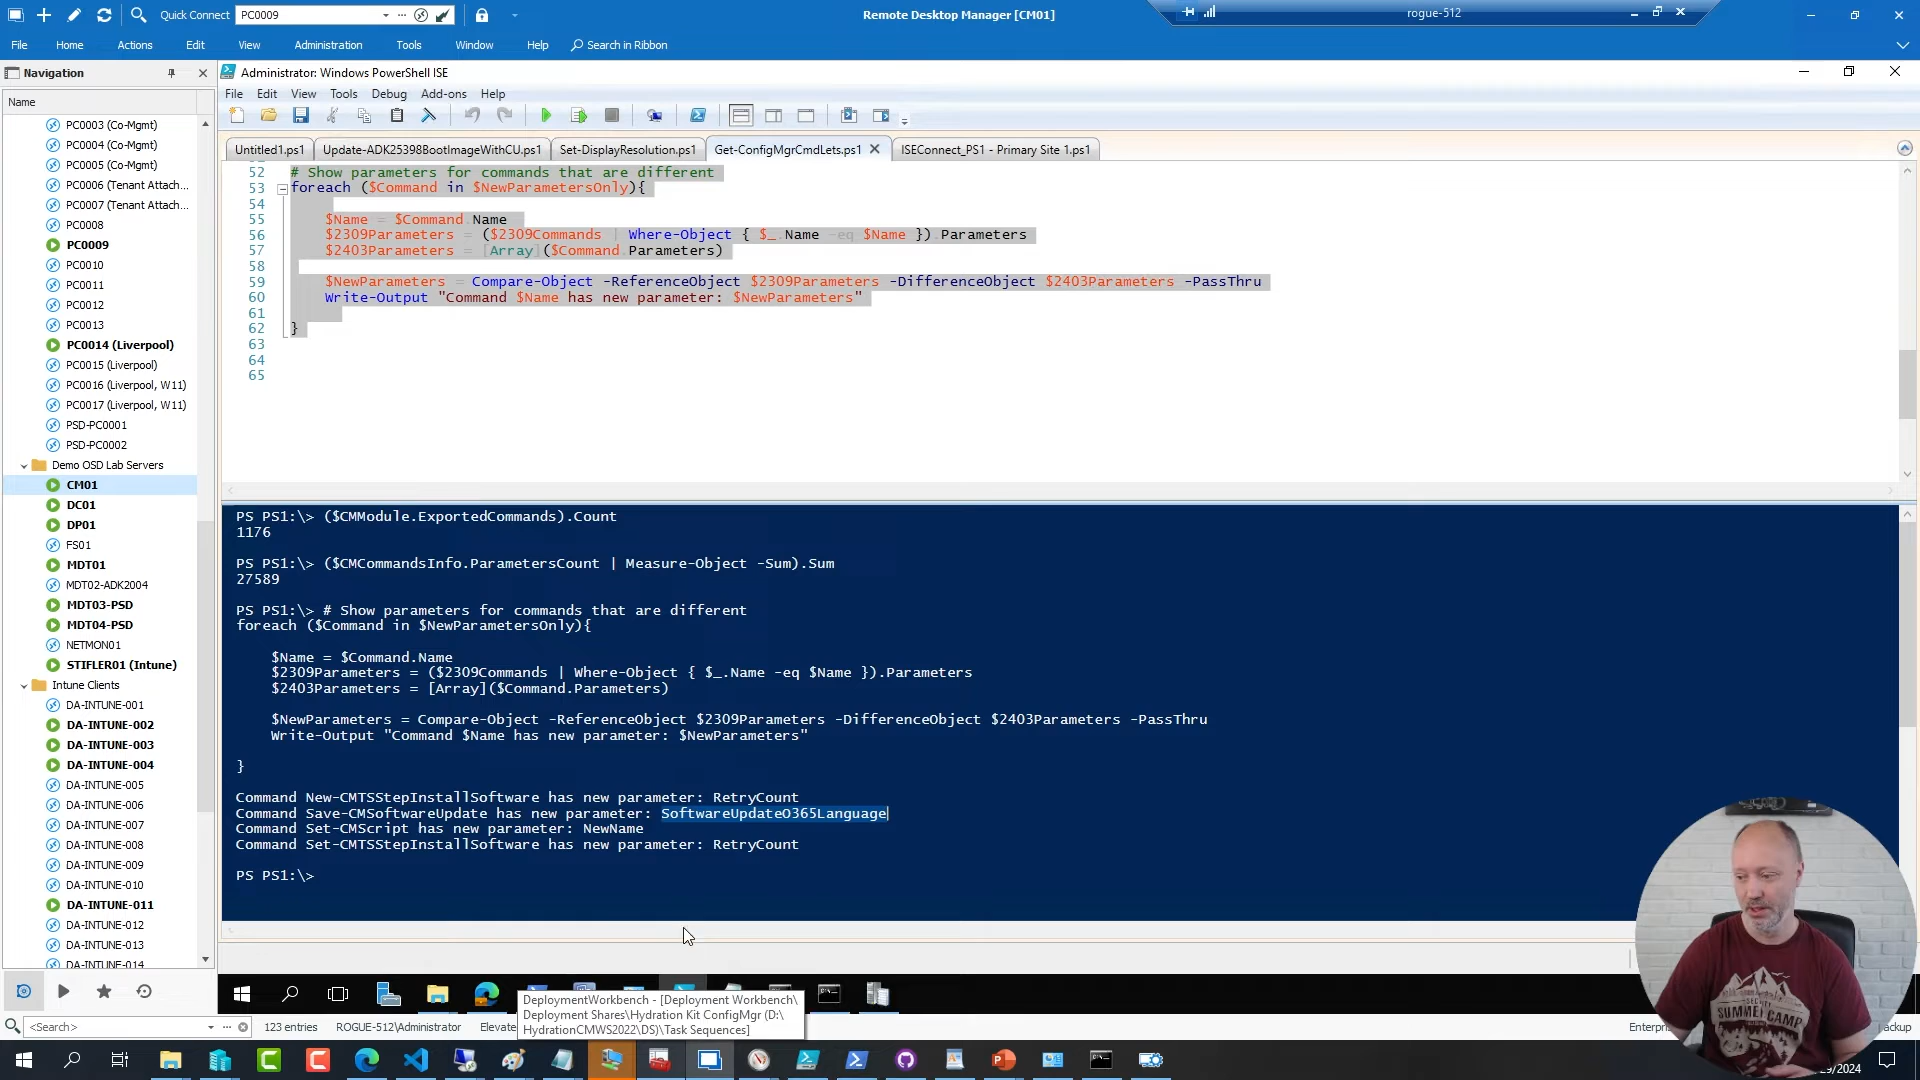 Quick Connect PC0009
Remote Desktop Manager [CM01]
rogue-512
File Home Actions Edit View Administration Tools Window Help Search in Ribbon
Navigation
Name
PC0003 (Co-Mgmt)
PC0004 (Co-Mgmt)
PC0005 (Co-Mgmt)
PC0006 (Tenant Attach...
PC0007 (Tenant Attach...
PC0008
PC0009
PC0010
PC0011
PC0012
PC0013
PC0014 (Liverpool)
PC0015 (Liverpool)
PC0016 (Liverpool, W11)
PC0017 (Liverpool, W11)
PSD-PC0001
PSD-PC0002
Demo OSD Lab Servers
CM01
DC01
DP01
FS01
MDT01
MDT02-ADK2004
MDT03-PSD
MDT04-PSD
NETMON01
STIFLER01 (Intune)
Intune Clients
DA-INTUNE-001
DA-INTUNE-002
DA-INTUNE-003
DA-INTUNE-004
DA-INTUNE-005
DA-INTUNE-006
DA-INTUNE-007
DA-INTUNE-008
DA-INTUNE-009
DA-INTUNE-010
DA-INTUNE-011
DA-INTUNE-012
DA-INTUNE-013
DA-INTUNE-014
Administrator: Windows PowerShell ISE
File Edit View Tools Debug Add-ons Help
Untitled1.ps1 Update-ADK25398BootImageWithCU.ps1 Set-DisplayResolution.ps1 Get-ConfigMgrCmdLets.ps1 ISEConnect_PS1 - Primary Site 1.ps1
52 # Show parameters for commands that are different
53 foreach ($Command in $NewParametersOnly){
54
55 $Name = $Command.Name
56 $2309Parameters = ($2309Commands | Where-Object { $_.Name -eq $Name }).Parameters
57 $2403Parameters = [Array]($Command.Parameters)
58
59 $NewParameters = Compare-Object -ReferenceObject $2309Parameters -DifferenceObject $2403Parameters -PassThru
60 Write-Output "Command $Name has new parameter: $NewParameters"
61
62 }
63
64
65
PS PS1:\> ($CMModule.ExportedCommands).Count
1176
PS PS1:\> ($CMCommandsInfo.ParametersCount | Measure-Object -Sum).Sum
27589
PS PS1:\> # Show parameters for commands that are different
foreach ($Command in $NewParametersOnly){
$Name = $Command.Name
$2309Parameters = ($2309Commands | Where-Object { $_.Name -eq $Name }).Parameters
$2403Parameters = [Array]($Command.Parameters)
$NewParameters = Compare-Object -ReferenceObject $2309Parameters -DifferenceObject $2403Parameters -PassThru
Write-Output "Command $Name has new parameter: $NewParameters"
}
Command New-CMTSStepInstallSoftware has new parameter: RetryCount
Command Save-CMSoftwareUpdate has new parameter: SoftwareUpdateO365Language
Command Set-CMScript has new parameter: NewName
Command Set-CMTSStepInstallSoftware has new parameter: RetryCount
PS PS1:\>
DeploymentWorkbench - [Deployment Workbench\
Deployment Shares\Hydration Kit ConfigMgr (D:\
HydrationCMWS2022\DS)\Task Sequences]
<Search> 123 entries ROGUE-512\Administrator
SUMMER CAMP